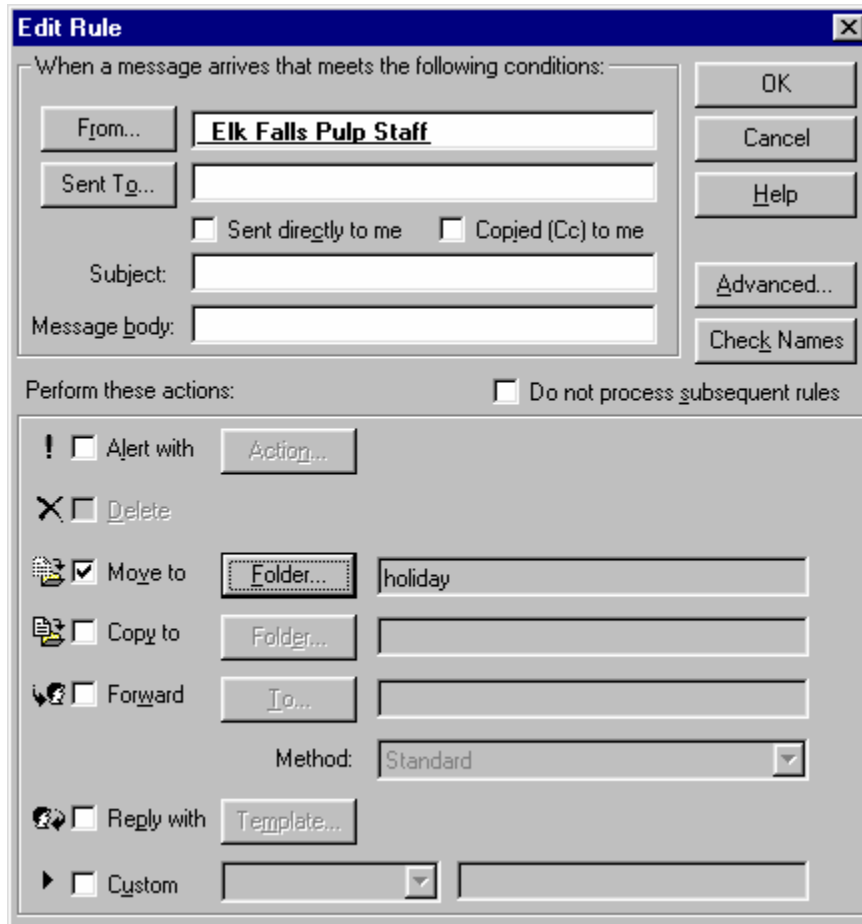 Edit Rule
When a message arrives that meets the following conditions:
OK
From... Elk Falls Pulp Staff
Cancel
Sent To...
Help
Sent directly to me Copied (Cc) to me
Subject:
Advanced...
Message body:
Check Names
Perform these actions: Do not process subsequent rules
Alert with Action...
Delete
Move to Folder... holiday
Copy to Folder...
Forward To...
Method: Standard
Reply with Template...
Custom